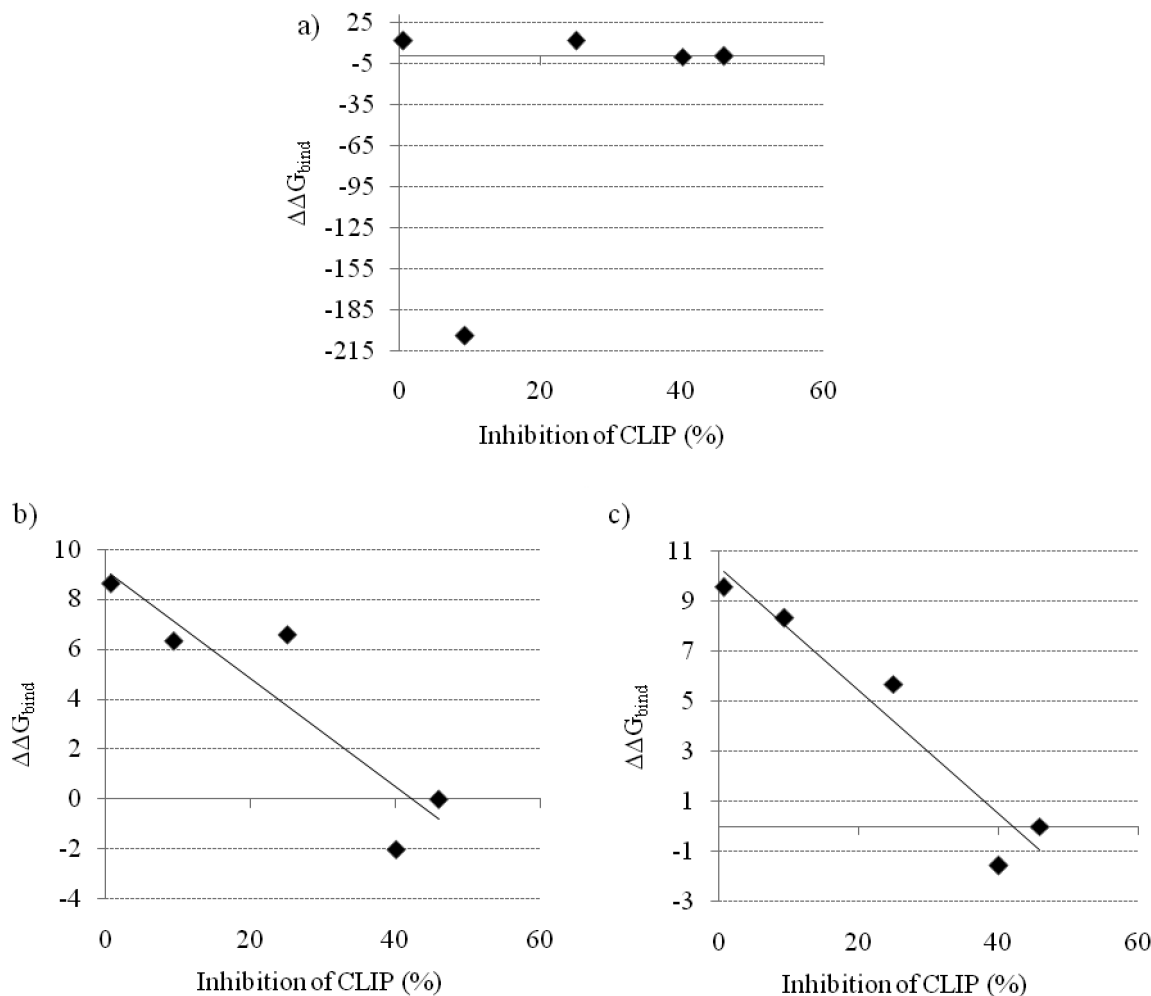 a)
25
-5
-35
-65
-95
-125
-155
-185
-215
ΔΔGbind
0 20 40 60
Inhibition of CLIP (%)
b)
10
8
6
4
2
0
-2
-4
ΔΔGbind
0 20 40 60
Inhibition of CLIP (%)
c)
11
9
7
5
3
1
-1
-3
ΔΔGbind
0 20 40 60
Inhibition of CLIP (%)